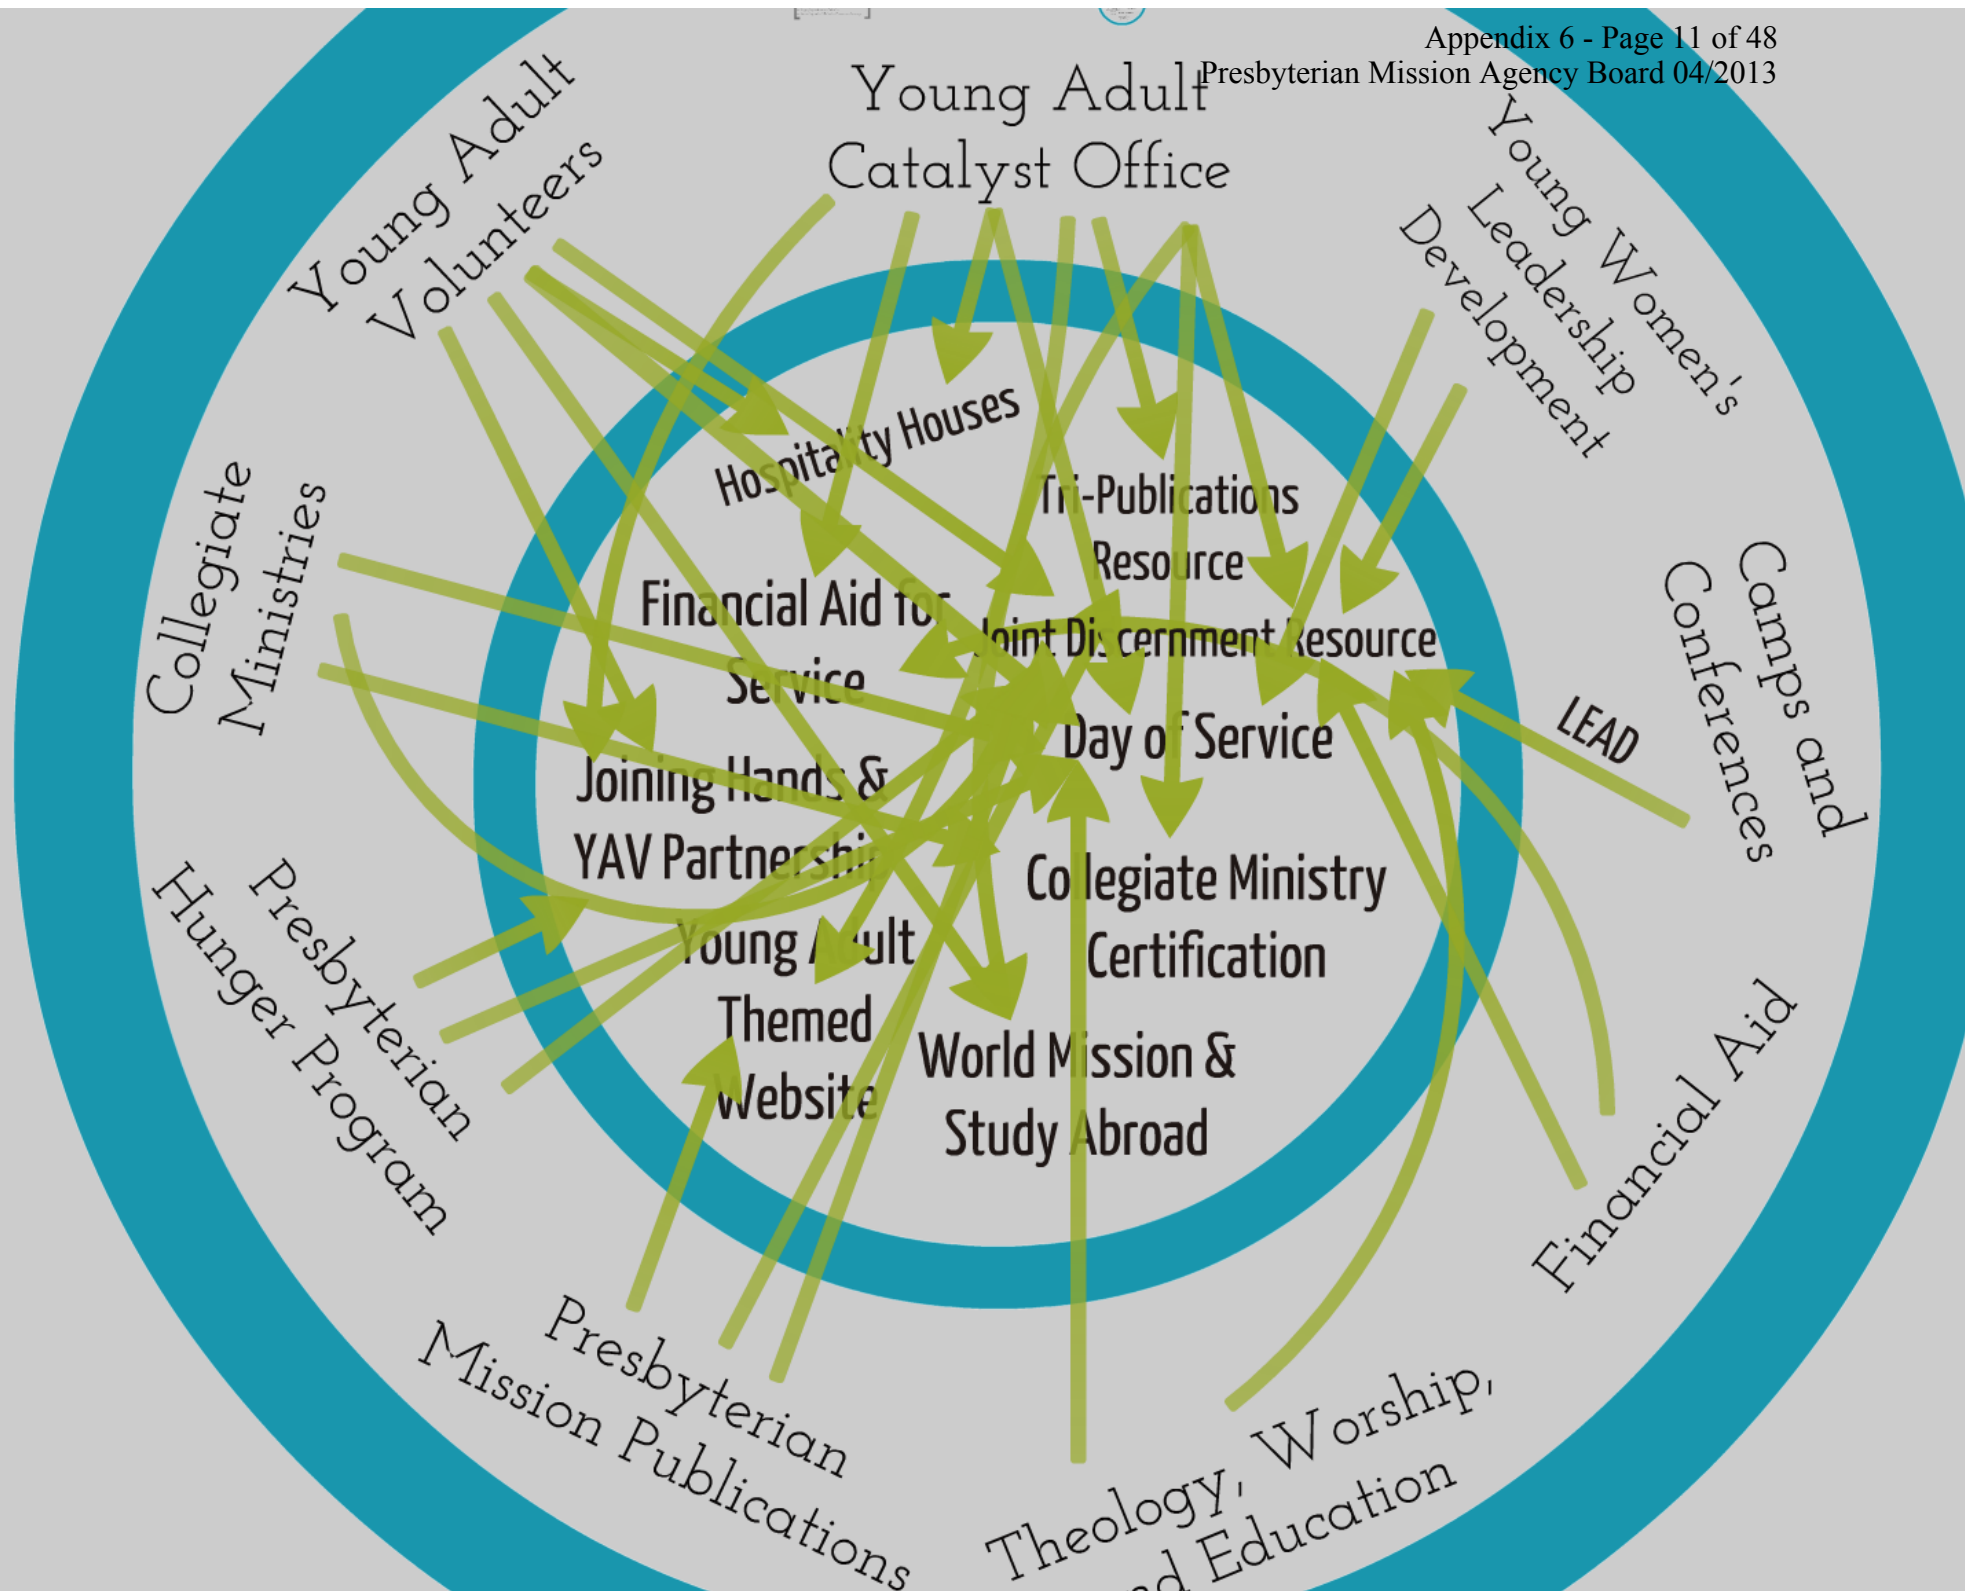 Appendix 6 - Page 11 of 48
Presbyterian Mission Agency Board 04/2013
Young Adult
Catalyst Office
Young Adult
Volunteers
Young Women's
Leadership
Development
Collegiate
Ministries
Camps and
Conferences
Hospitality Houses
Tri-Publications
Resource
Financial Aid for
Service
Joint Discernment Resource
Day of Service
LEAD
Joining Hands &
YAV Partnership
Collegiate Ministry
Certification
Young Adult
Themed
Website
World Mission &
Study Abroad
Presbyterian
Hunger Program
Financial Aid
Presbyterian
Mission Publications
Theology, Worship,
Education